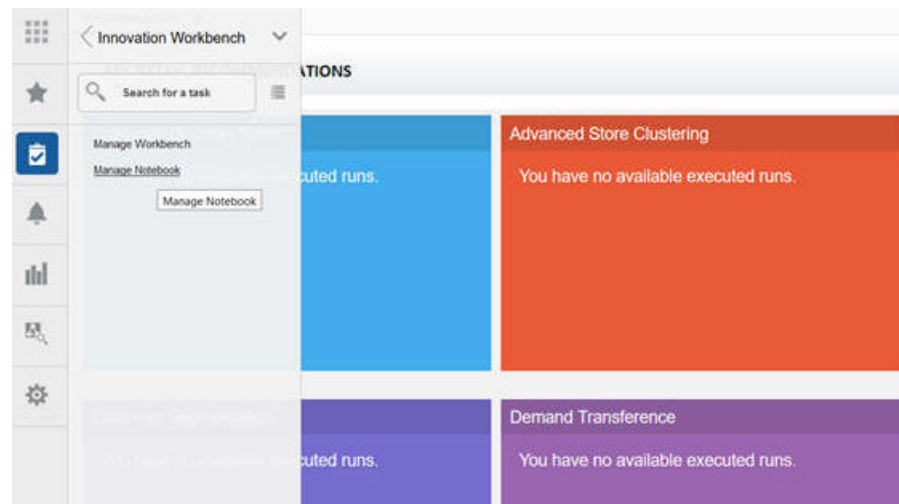 Innovation Workbench
ATIONS
Search for a task
Manage Workbench
Manage Notebook
Manage Notebook
cuted runs.
Advanced Store Clustering
You have no available executed runs.
cuted runs.
Demand Transference
You have no available executed runs.